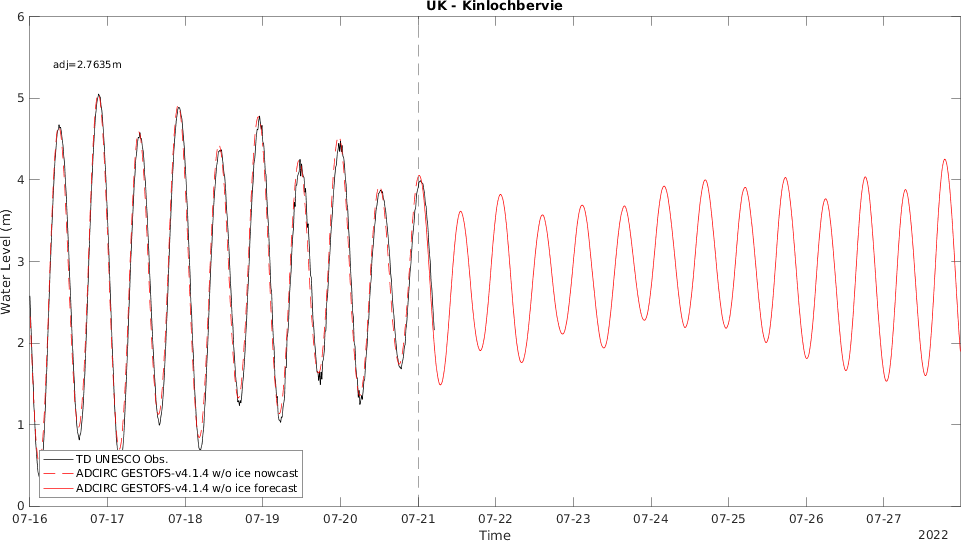 UK - Kinlochbervie
6
adj=2.7635m
5
4
3
2
1
0
Water Level (m)
TD UNESCO Obs.
ADCIRC GESTOFS-v4.1.4 w/o ice nowcast
ADCIRC GESTOFS-v4.1.4 w/o ice forecast
07-16 07-17 07-18 07-19 07-20 07-21 07-22 07-23 07-24 07-25 07-26 07-27
Time
2022